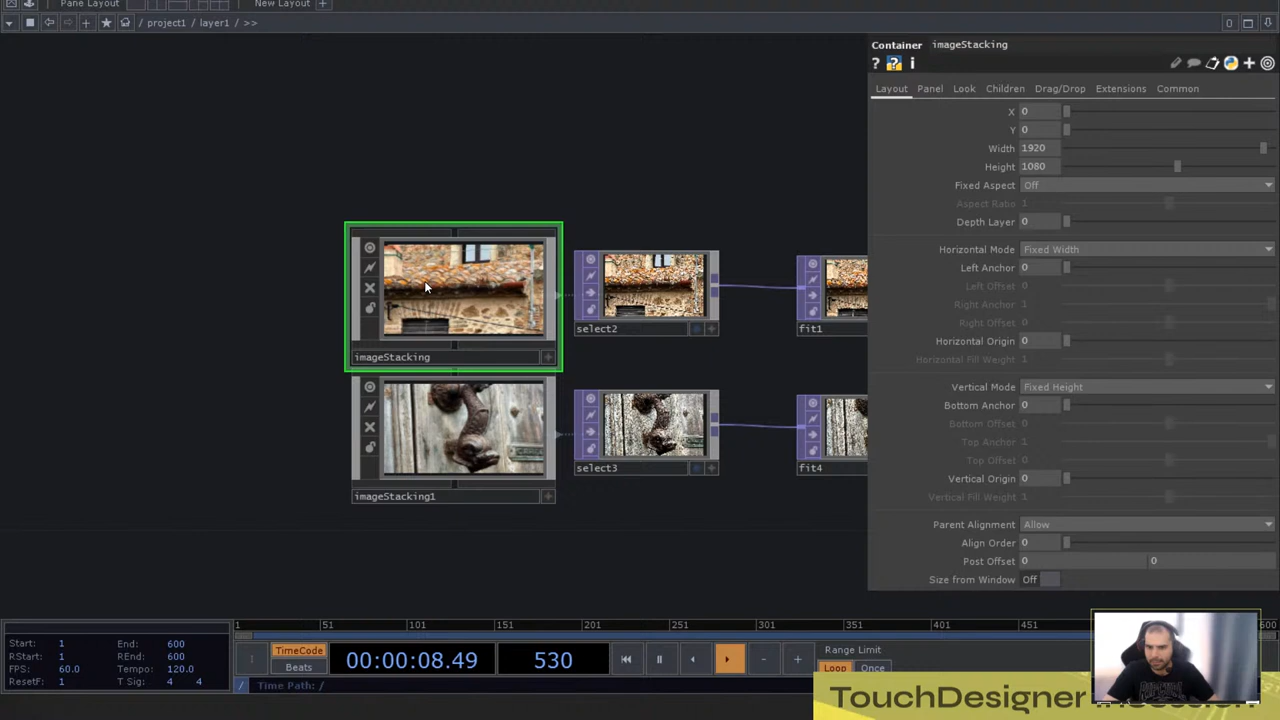 Pane Layout New Layout +
/ project1 / layer1 / >> 0
Container imageStacking
? ? i
Layout Panel Look Children Drag/Drop Extensions Common
X 0
Y 0
Width 1920
Height 1080
Fixed Aspect Off
Aspect Ratio 1
Depth Layer 0
Horizontal Mode Fixed Width
Left Anchor 0
Left Offset 0
Right Anchor 1
Right Offset 0
Horizontal Origin 0
Horizontal Fill Weight 1
Vertical Mode Fixed Height
Bottom Anchor 0
Bottom Offset 0
Top Anchor 1
Top Offset 0
Vertical Origin 0
Vertical Fill Weight 1
Parent Alignment Allow
Align Order 0
Post Offset 0 0
Size from Window Off
imageStacking
select2
fit1
imageStacking1
select3
fit4
Start: 1 End: 600
RStart: 1 REnd: 600
FPS: 60.0 Tempo: 120.0
ResetF: 1 T Sig: 4 4
1 51 101 151 201 251 301 351 401 451 500
TimeCode
Beats
00:00:08.49 530
Range Limit
Loop Once
/ Time Path: /
TouchDesigner